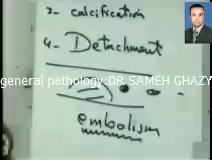 3- calcification
4- Detachment
general pathology:DR SAMEH GHAZY
embolism